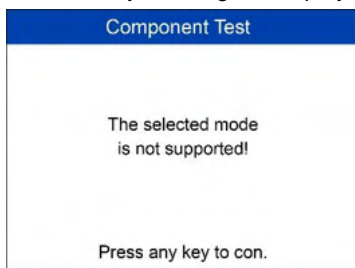 Component Test
The selected mode
is not supported!
Press any key to con.